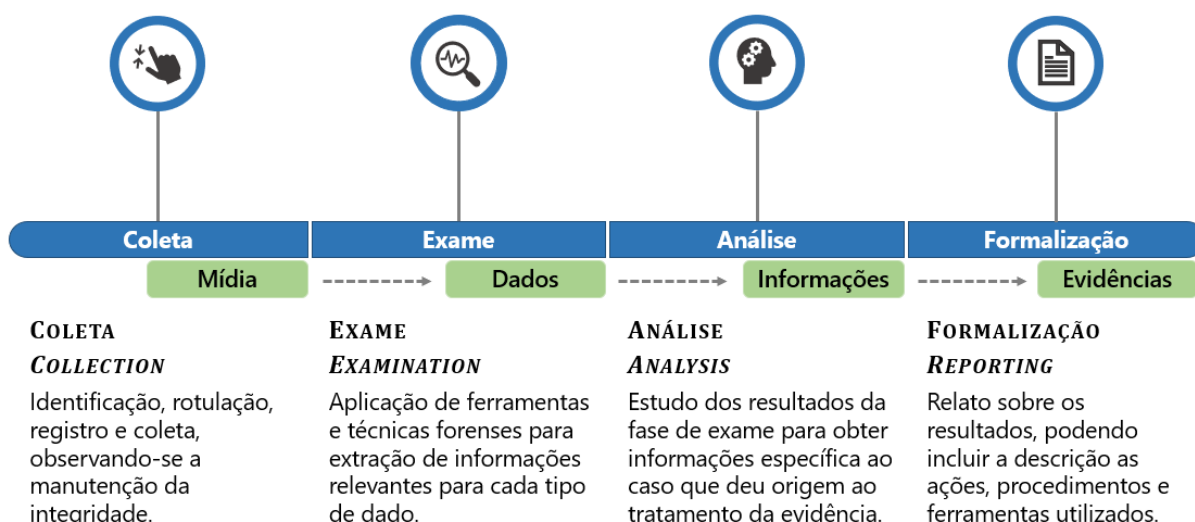 Coleta
Exame
Análise
Formalização
Mídia
Dados
Informações
Evidências
COLETA
COLLECTION
Identificação, rotulação,
registro e coleta,
observando-se a
manutenção da
integridade.
EXAME
EXAMINATION
Aplicação de ferramentas
e técnicas forenses para
extração de informações
relevantes para cada tipo
de dado.
ANÁLISE
ANALYSIS
Estudo dos resultados da
fase de exame para obter
informações específica ao
caso que deu origem ao
tratamento da evidência.
FORMALIZAÇÃO
REPORTING
Relato sobre os
resultados, podendo
incluir a descrição as
ações, procedimentos e
ferramentas utilizados.